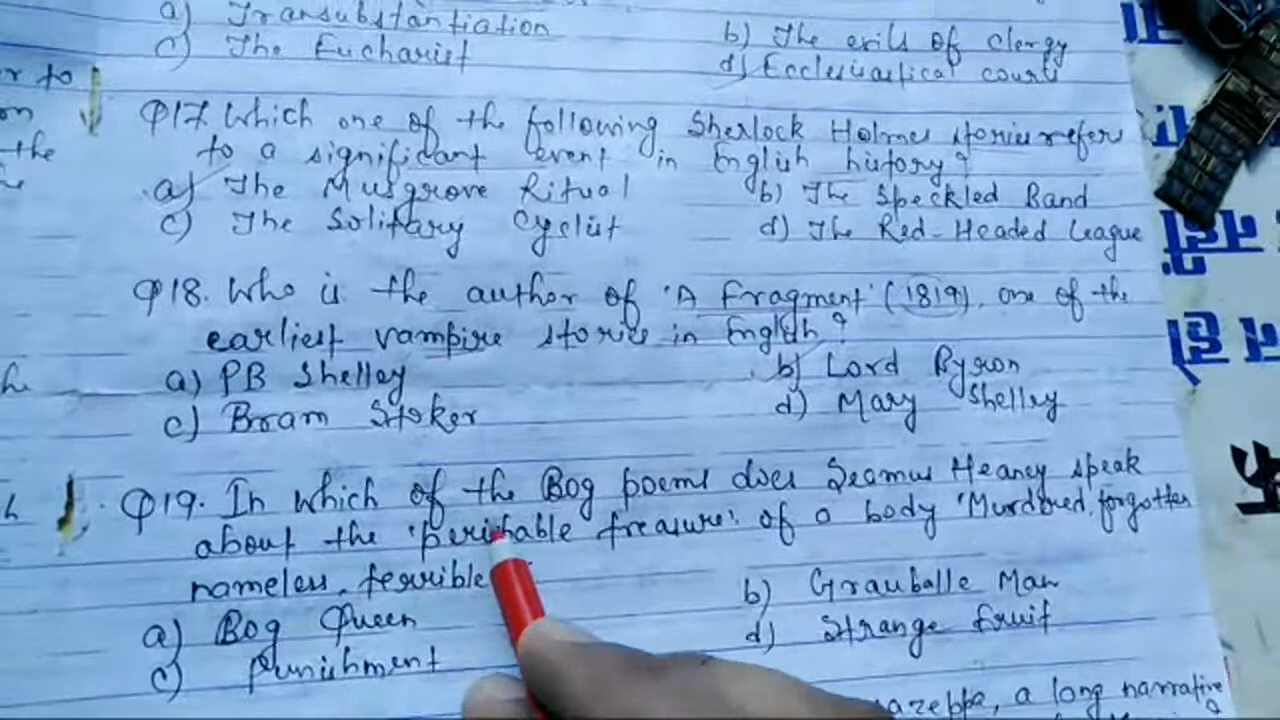 a) Transubstantiation b) The evils of clergy
c) The Eucharist d) Ecclesiastical courts
Q17. Which one of the following Sherlock Holmes stories refers
to a significant event in English history?
a) The Musgrove Ritual b) The Speckled Band
c) The Solitary Cyclist d) The Red-Headed League
Q18. Who is the author of 'A Fragment' (1819), one of the
earliest vampire stories in English?
a) PB Shelley b) Lord Byron
c) Bram Stoker d) Mary Shelley
Q19. In which of the Bog poems does Seamus Heaney speak
about the 'perishable treasure' of a body 'Murdered, forgotten
nameless, terrible
a) Bog Queen b) Grauballe Man
c) Punishment d) Strange fruit
azeppa, a long narrative